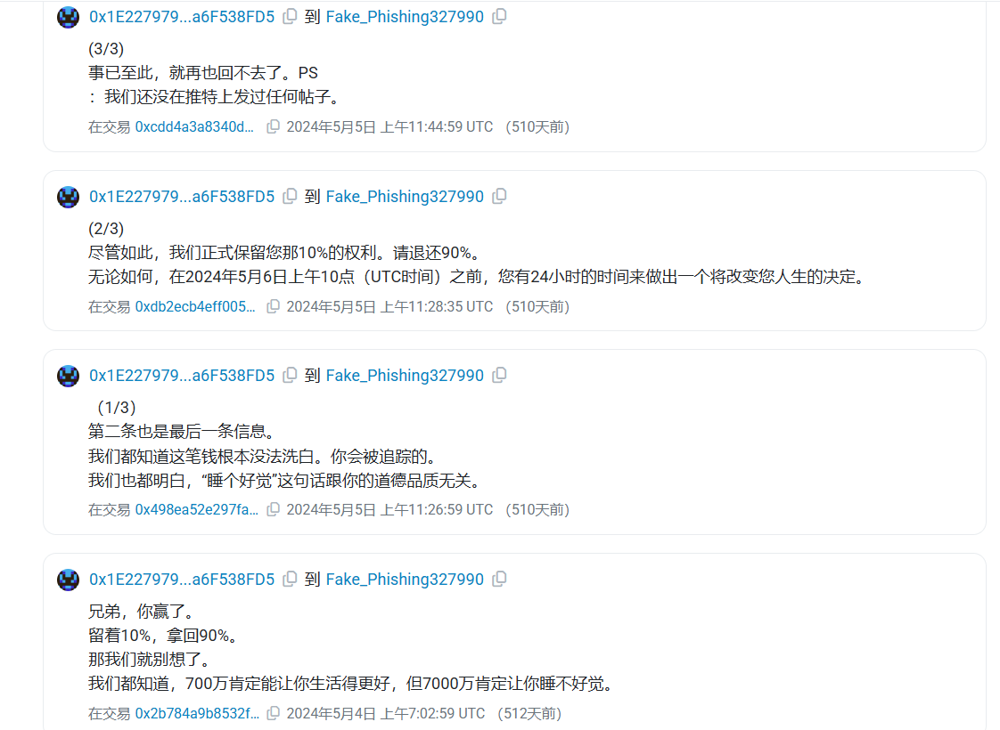 0x1E227979...a6F538FD5 到 Fake_Phishing327990
(3/3)
事已至此，就再也回不去了。PS
：我们还没在推特上发过任何帖子。
在交易 0xcdd4a3a8340d... 2024年5月5日 上午11:44:59 UTC （510天前）
0x1E227979...a6F538FD5 到 Fake_Phishing327990
(2/3)
尽管如此，我们正式保留您那10%的权利。请退还90%。
无论如何，在2024年5月6日上午10点（UTC时间）之前，您有24小时的时间来做出一个将改变您人生的决定。
在交易 0xdb2ecb4eff005... 2024年5月5日 上午11:28:35 UTC （510天前）
0x1E227979...a6F538FD5 到 Fake_Phishing327990
（1/3）
第二条也是最后一条信息。
我们都知道这笔钱根本没法洗白。你会被追踪的。
我们也都明白，“睡个好觉”这句话跟你的道德品质无关。
在交易 0x498ea52e297fa... 2024年5月5日 上午11:26:59 UTC （510天前）
0x1E227979...a6F538FD5 到 Fake_Phishing327990
兄弟，你赢了。
留着10%，拿回90%。
那我们就别想了。
我们都知道，700万肯定能让你生活得更好，但7000万肯定让你睡不好觉。
在交易 0x2b784a9b8532f... 2024年5月4日 上午7:02:59 UTC （512天前）